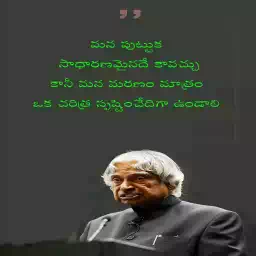 "
మన పుట్టుక
సాధారణమైనదే కావచ్చు
కానీ మన మరణం మాత్రం
ఒక చరిత్ర సృష్టించేదిగా ఉండాలి